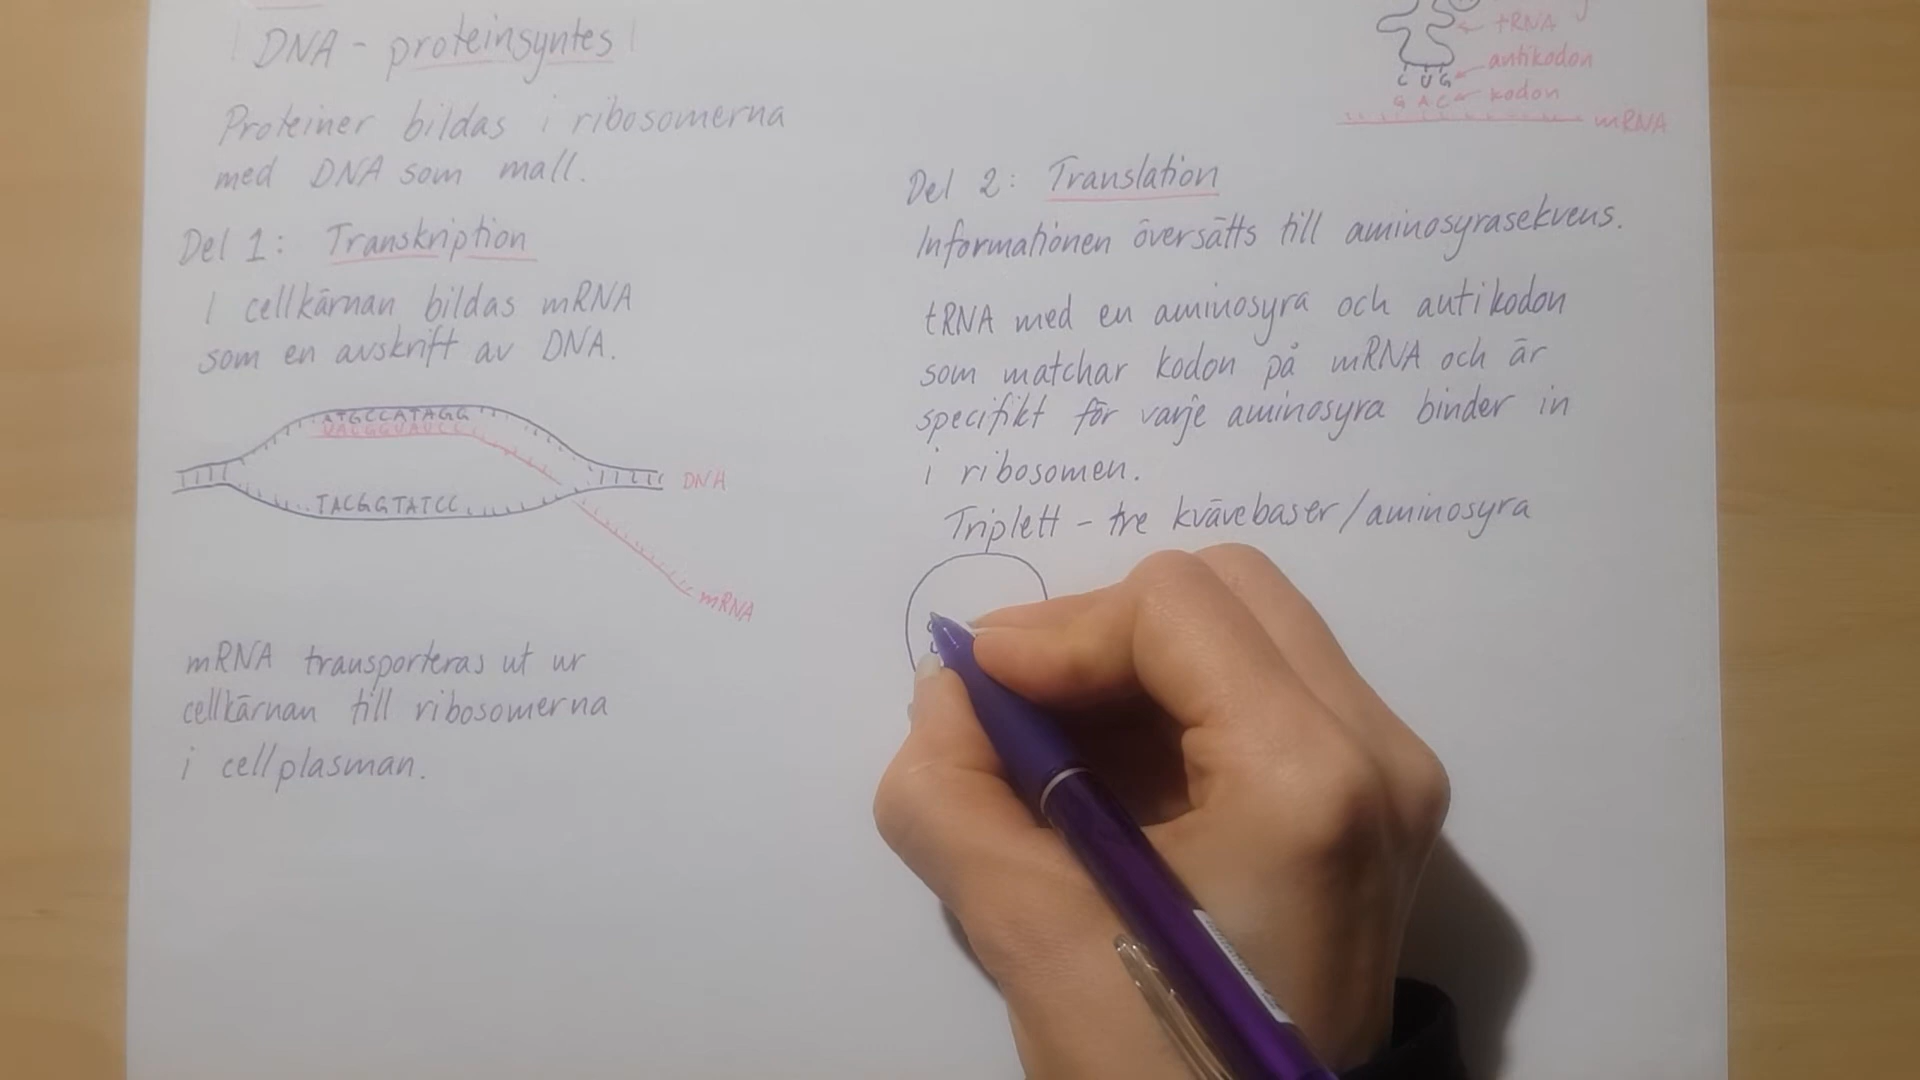 DNA - proteinsyntes
Proteiner bildas i ribosomerna
med DNA som mall.
Del 1: Transkription
I cellkärnan bildas mRNA
som en avskrift av DNA.
ATGCCATAGG
UACGGUAUCC
DNA
TACGGTATCC
mRNA
mRNA transporteras ut ur
cellkärnan till ribosomerna
i cellplasman.
tRNA
antikodon
CUG
GAC kodon
mRNA
Del 2: Translation
Informationen översätts till aminosyrasekvens.
tRNA med en aminosyra och antikodon
som matchar kodon på mRNA och är
specifikt för varje aminosyra binder in
i ribosomen.
Triplett - tre kvävebaser/aminosyra